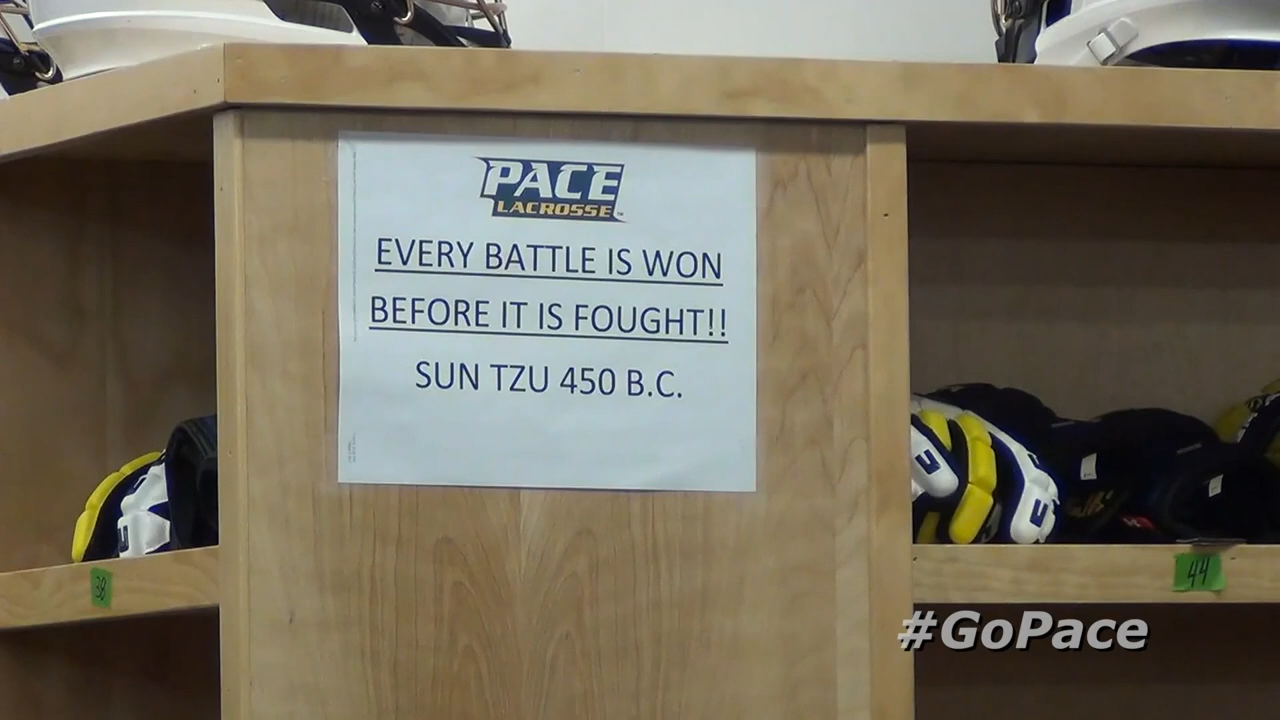 PACE
LACROSSE
EVERY BATTLE IS WON
BEFORE IT IS FOUGHT!!
SUN TZU 450 B.C.
38
44
#GoPace